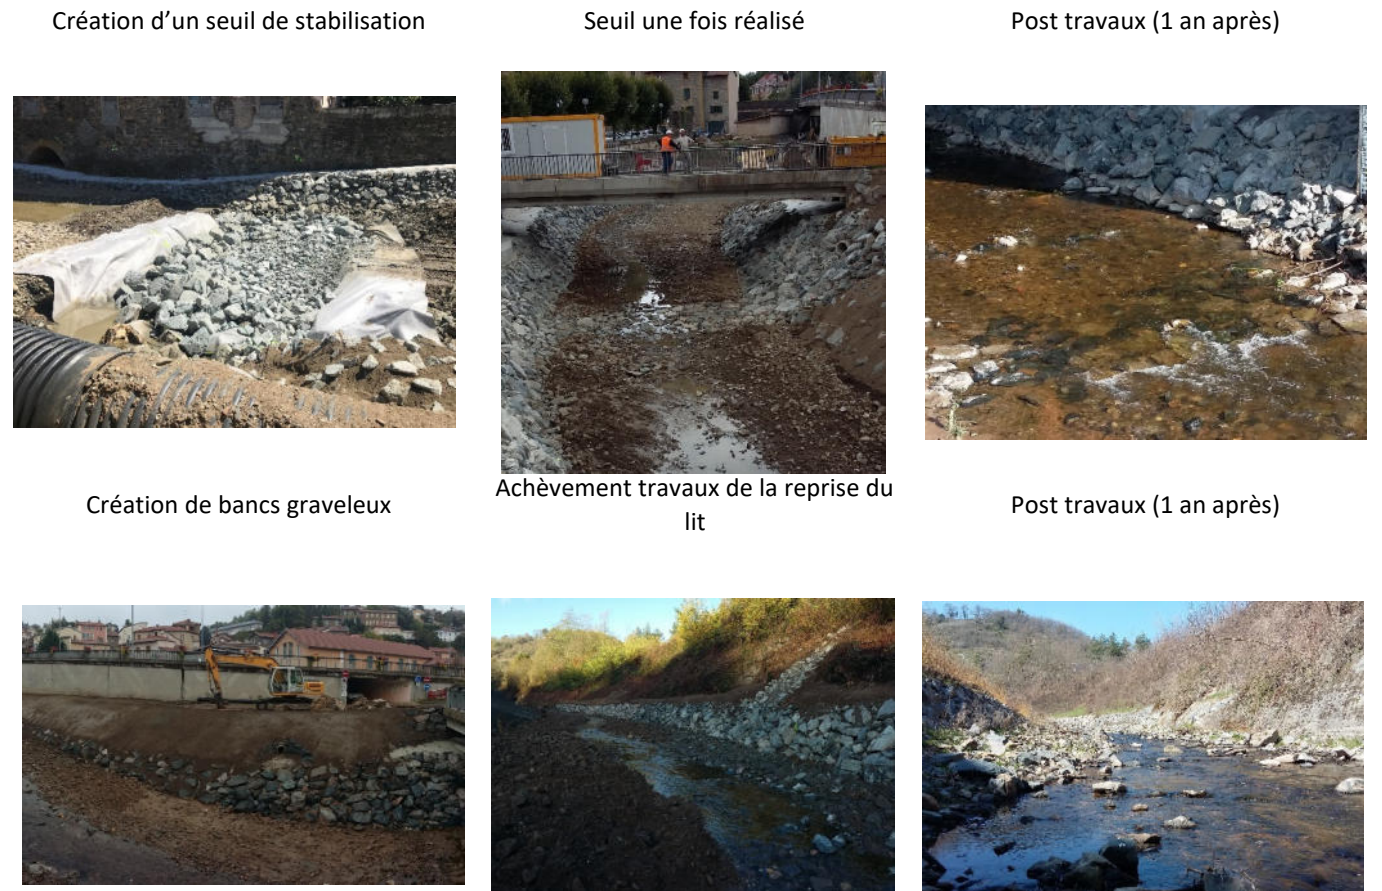 Création d’un seuil de stabilisation
Seuil une fois réalisé
Post travaux (1 an après)
Création de bancs graveleux
Achèvement travaux de la reprise du
lit
Post travaux (1 an après)